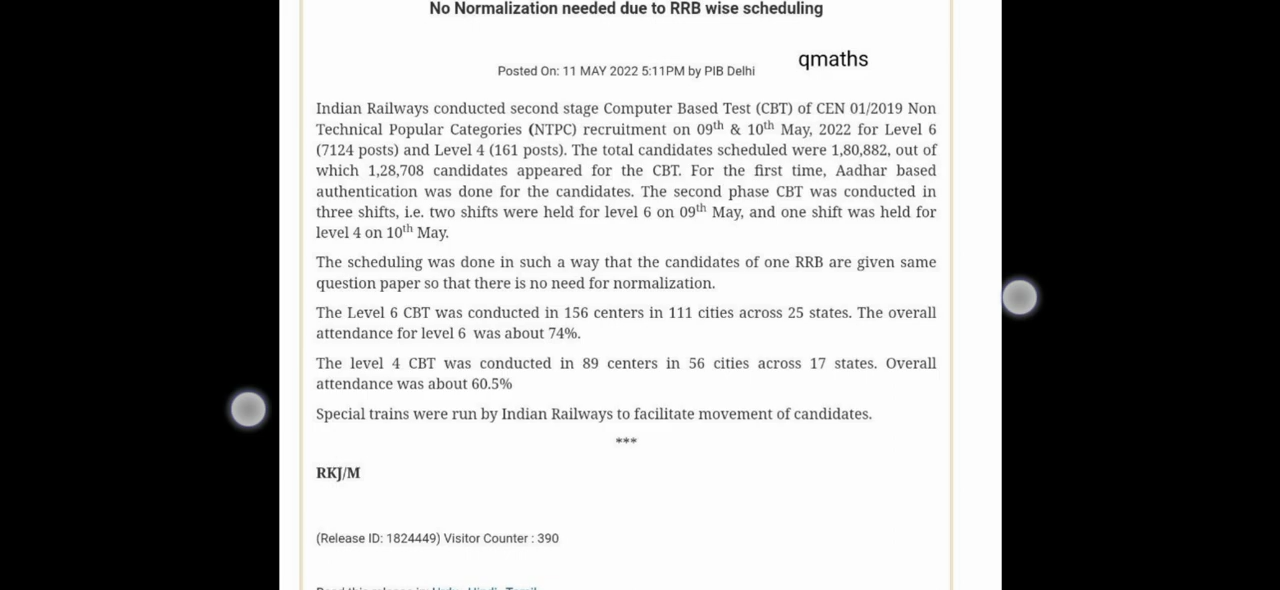 No Normalization needed due to RRB wise scheduling
qmaths
Posted On: 11 MAY 2022 5:11PM by PIB Delhi
Indian Railways conducted second stage Computer Based Test (CBT) of CEN 01/2019 Non
Technical Popular Categories (NTPC) recruitment on 09th & 10th May, 2022 for Level 6
(7124 posts) and Level 4 (161 posts). The total candidates scheduled were 1,80,882, out of
which 1,28,708 candidates appeared for the CBT. For the first time, Aadhar based
authentication was done for the candidates. The second phase CBT was conducted in
three shifts, i.e. two shifts were held for level 6 on 09th May, and one shift was held for
level 4 on 10th May.
The scheduling was done in such a way that the candidates of one RRB are given same
question paper so that there is no need for normalization.
The Level 6 CBT was conducted in 156 centers in 111 cities across 25 states. The overall
attendance for level 6 was about 74%.
The level 4 CBT was conducted in 89 centers in 56 cities across 17 states. Overall
attendance was about 60.5%
Special trains were run by Indian Railways to facilitate movement of candidates.
***
RKJ/M
(Release ID: 1824449) Visitor Counter : 390